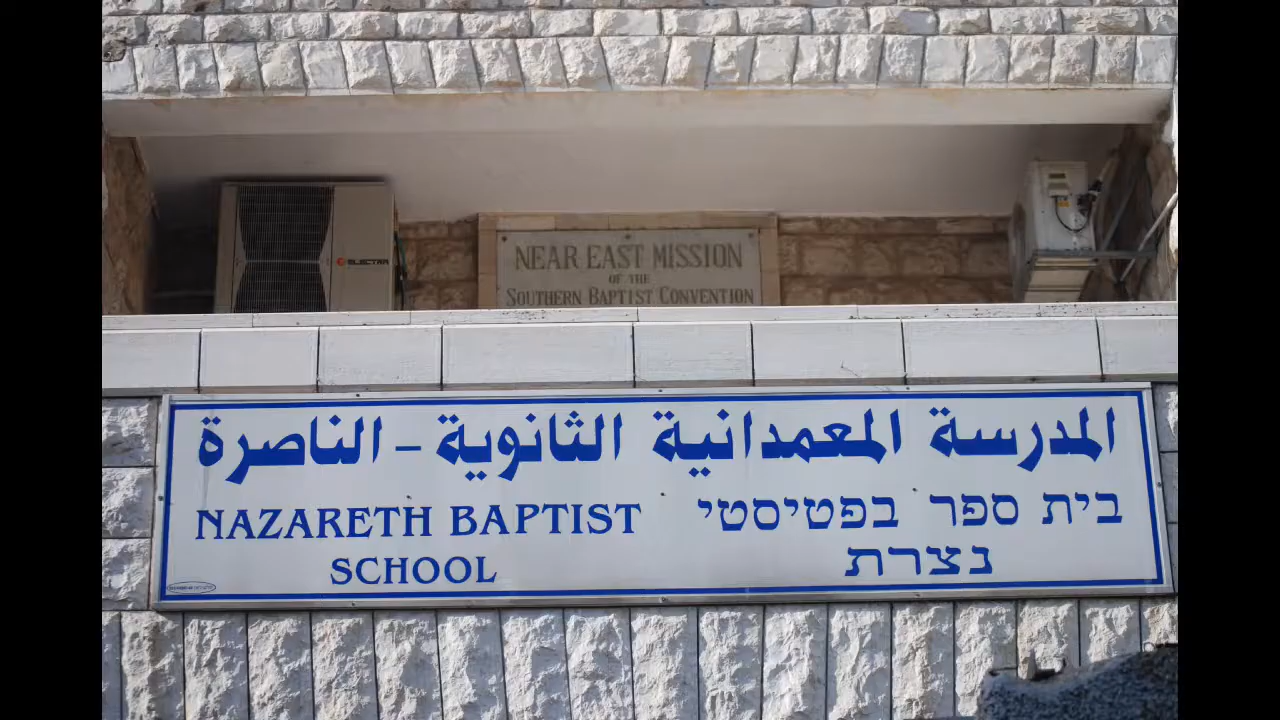 ELECTRA
NEAR EAST MISSION
OF THE
SOUTHERN BAPTIST CONVENTION
المدرسة المعمدانية الثانوية - الناصرة
NAZARETH BAPTIST
SCHOOL
בית ספר בפטיסטי
נצרת